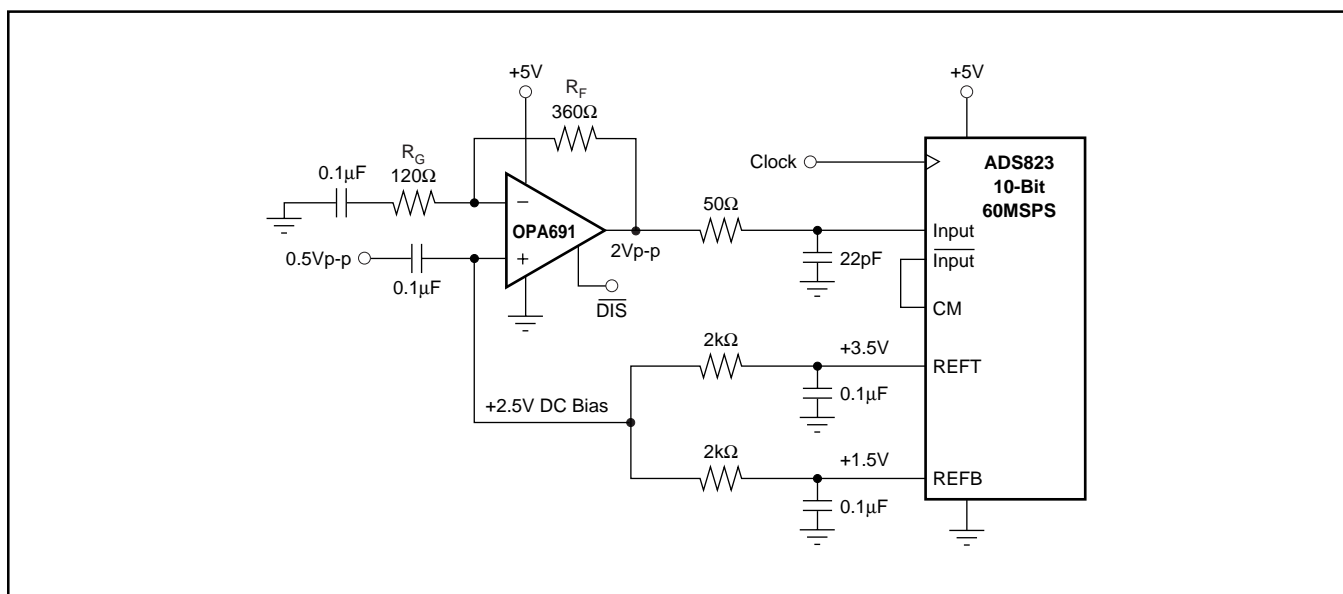 +5V
+5V
R_F
360Ω
Clock
ADS823
10-Bit
60MSPS
R_G
120Ω
0.1μF
50Ω
−
OPA691
Input
2Vp-p
Input
0.5Vp-p
+
22pF
0.1μF
DIS
CM
2kΩ
+3.5V
REFT
0.1μF
+2.5V DC Bias
2kΩ
+1.5V
REFB
0.1μF